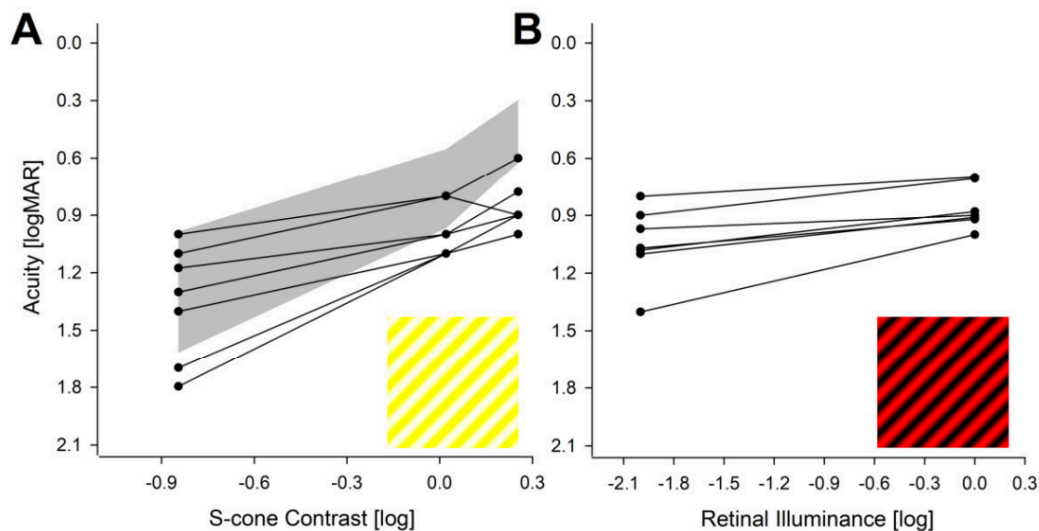 A
B
0.0
0.3
0.6
0.9
1.2
1.5
1.8
2.1
Acuity [logMAR]
-0.9 -0.6 -0.3 0.0 0.3
S-cone Contrast [log]
0.0
0.3
0.6
0.9
1.2
1.5
1.8
2.1
-2.1 -1.8 -1.5 -1.2 -0.9 -0.6 -0.3 0.0 0.3
Retinal Illuminance [log]